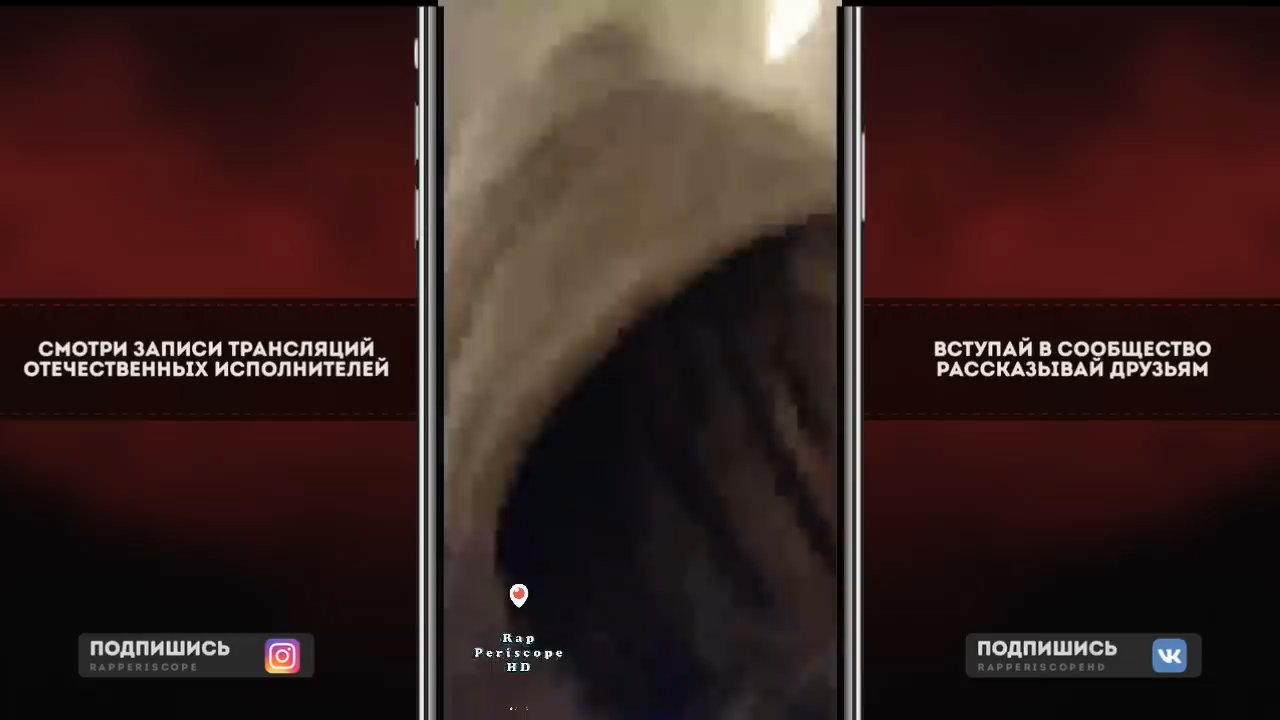 СМОТРИ ЗАПИСИ ТРАНСЛЯЦИЙ
ОТЕЧЕСТВЕННЫХ ИСПОЛНИТЕЛЕЙ
ПОДПИШИСЬ
RAPPERISCOPE
Rap
Periscope
HD
ВСТУПАЙ В СООБЩЕСТВО
РАССКАЗЫВАЙ ДРУЗЬЯМ
ПОДПИШИСЬ
RAPPERISCOPEHD